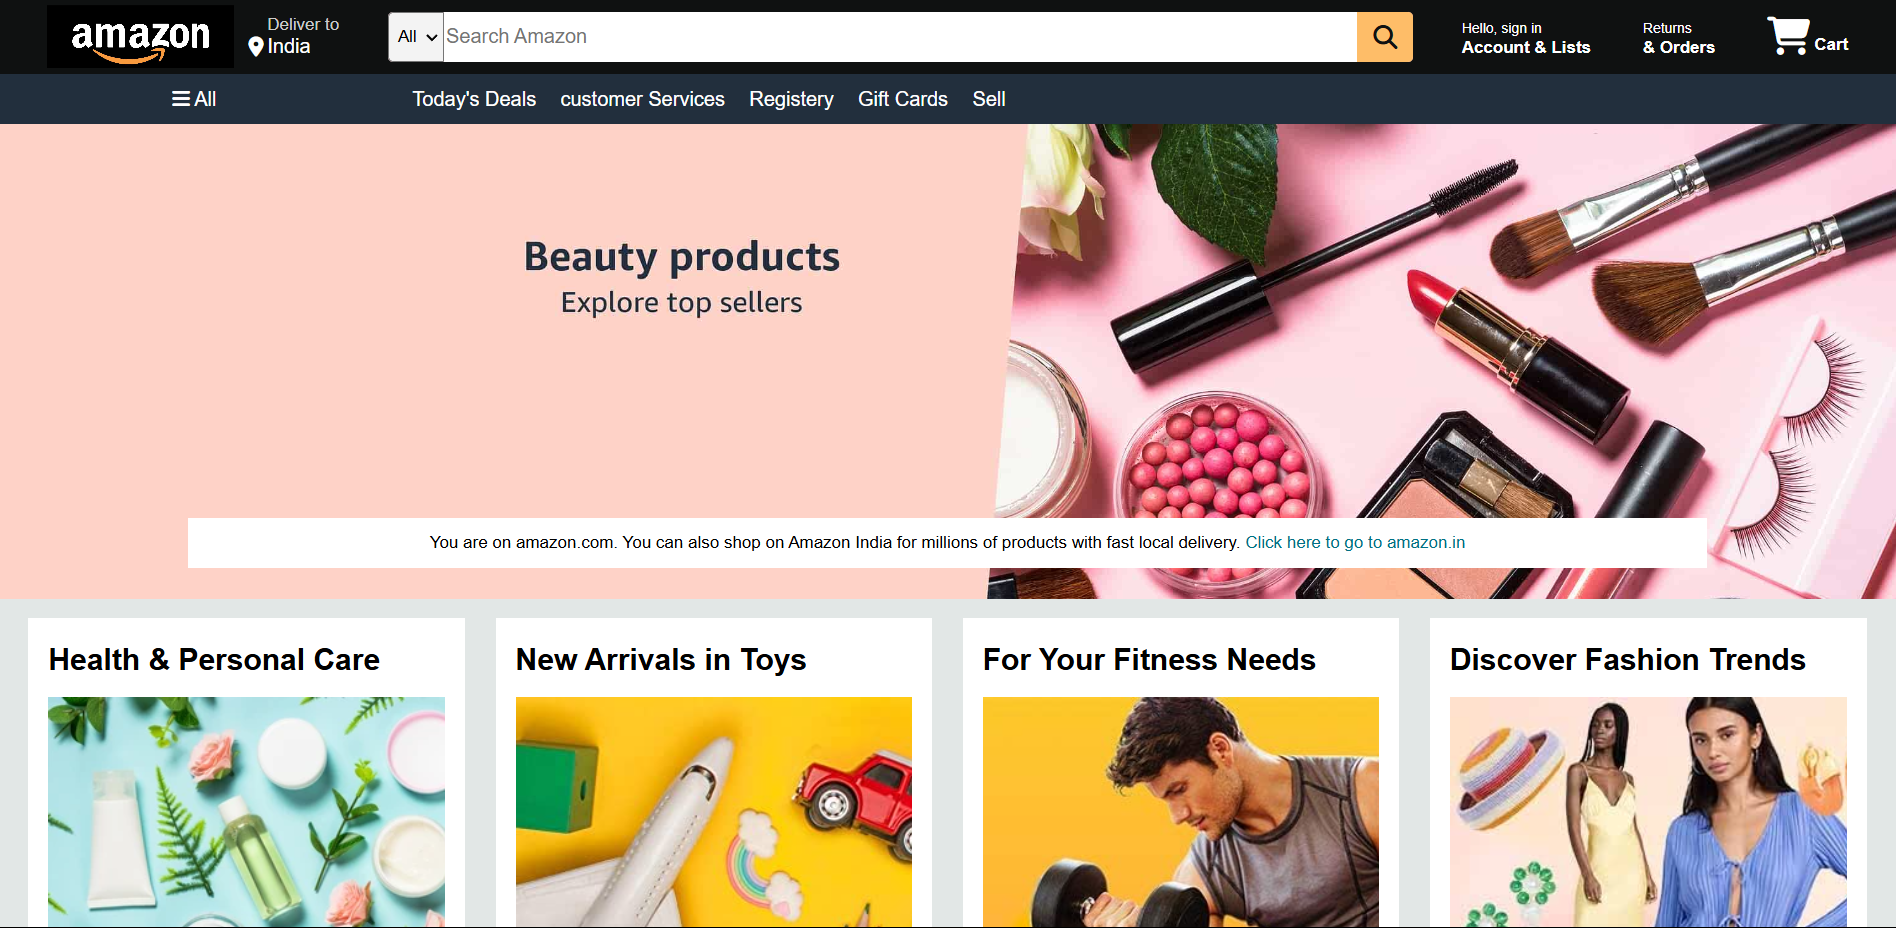 amazon
Deliver to
India
All
Search Amazon
Hello, sign in
Account & Lists
Returns
& Orders
Cart
All
Today's Deals
customer Services
Registery
Gift Cards
Sell
Beauty products
Explore top sellers
You are on amazon.com. You can also shop on Amazon India for millions of products with fast local delivery. Click here to go to amazon.in
Health & Personal Care
New Arrivals in Toys
For Your Fitness Needs
Discover Fashion Trends